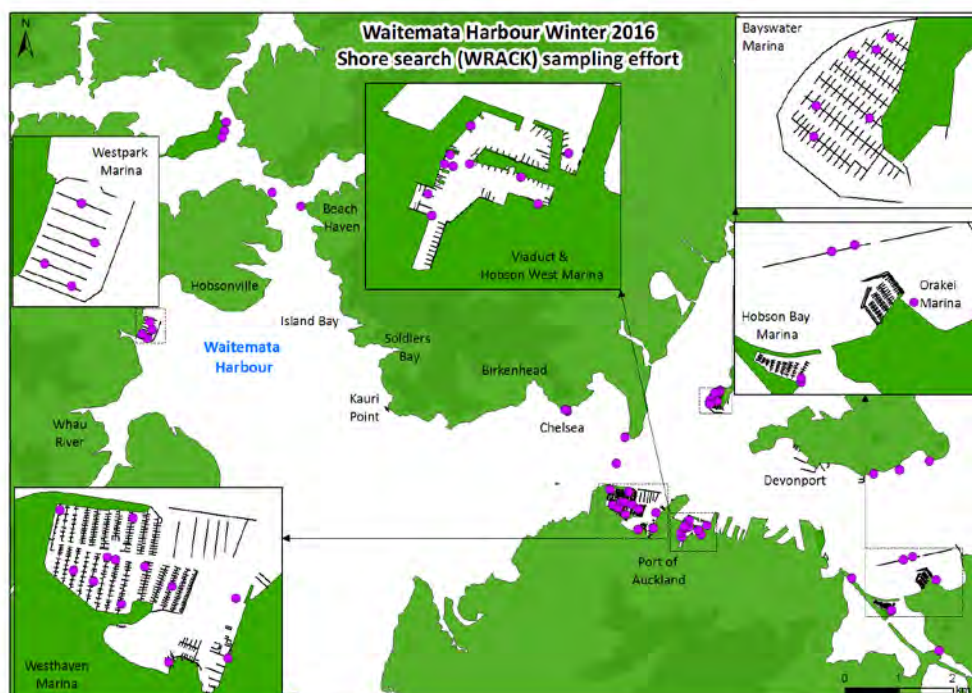 N
Waitemata Harbour Winter 2016
Shore search (WRACK) sampling effort
Bayswater
Marina
Westpark
Marina
Beach
Haven
Viaduct &
Hobson West Marina
Hobsonville
Orakei
Marina
Hobson Bay
Marina
Island Bay
Waitemata
Harbour
Soldiers
Bay
Birkenhead
Kauri
Point
Chelsea
Whau
River
Devonport
Port of
Auckland
Westhaven
Marina
0
2